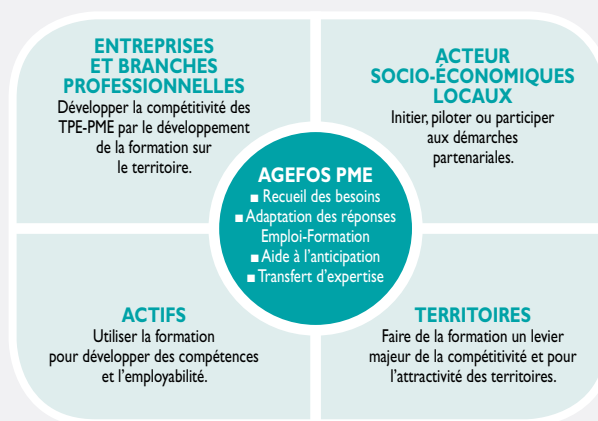 ENTREPRISES
ET BRANCHES
PROFESSIONNELLES
Développer la compétitivité des
TPE-PME par le développement
de la formation sur
le territoire.
ACTEUR
SOCIO-ÉCONOMIQUES
LOCAUX
Initier, piloter ou participer
aux démarches
partenariales.
AGEFOS PME
■ Recueil des besoins
■ Adaptation des réponses
Emploi-Formation
■ Aide à l'anticipation
■ Transfert d'expertise
ACTIFS
Utiliser la formation
pour développer des compétences
et l'employabilité.
TERRITOIRES
Faire de la formation un levier
majeur de la compétitivité et pour
l'attractivité des territoires.